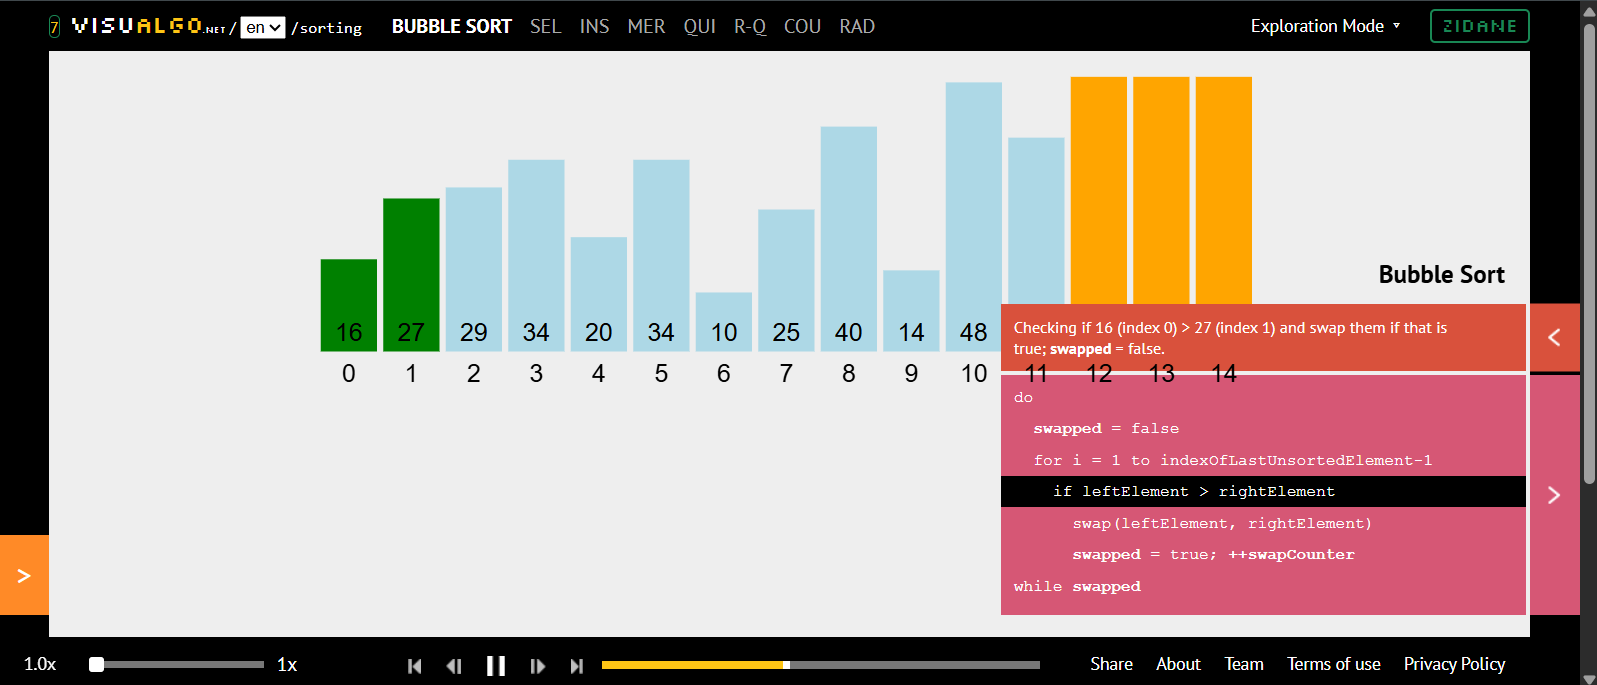 7 VISUALGO.NET / en /sorting BUBBLE SORT SEL INS MER QUI R-Q COU RAD Exploration Mode ZIDANE
16 27 29 34 20 34 10 25 40 14 48
0 1 2 3 4 5 6 7 8 9 10 11 12 13 14
Bubble Sort
Checking if 16 (index 0) > 27 (index 1) and swap them if that is
true; swapped = false.
do
swapped = false
for i = 1 to indexOfLastUnsortedElement-1
if leftElement > rightElement
swap(leftElement, rightElement)
swapped = true; ++swapCounter
while swapped
1.0x 1x Share About Team Terms of use Privacy Policy